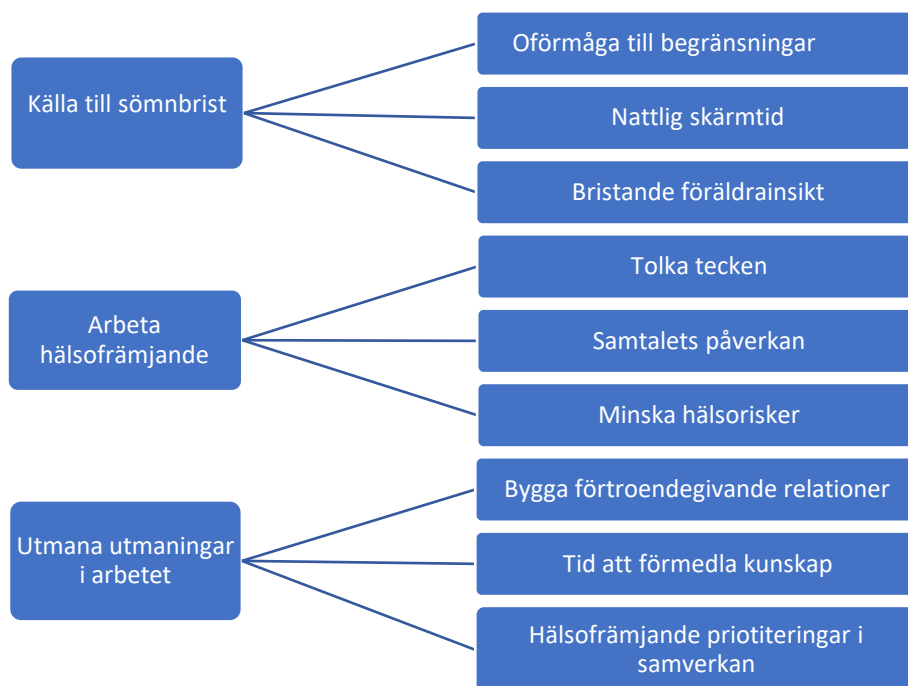 Källa till sömnbrist
Oförmåga till begränsningar
Nattlig skärmtid
Bristande föräldrainsikt
Arbeta
hälsofrämjande
Tolka tecken
Samtalets påverkan
Minska hälsorisker
Utmana utmaningar
i arbetet
Bygga förtroendegivande relationer
Tid att förmedla kunskap
Hälsofrämjande priotiteringar i
samverkan